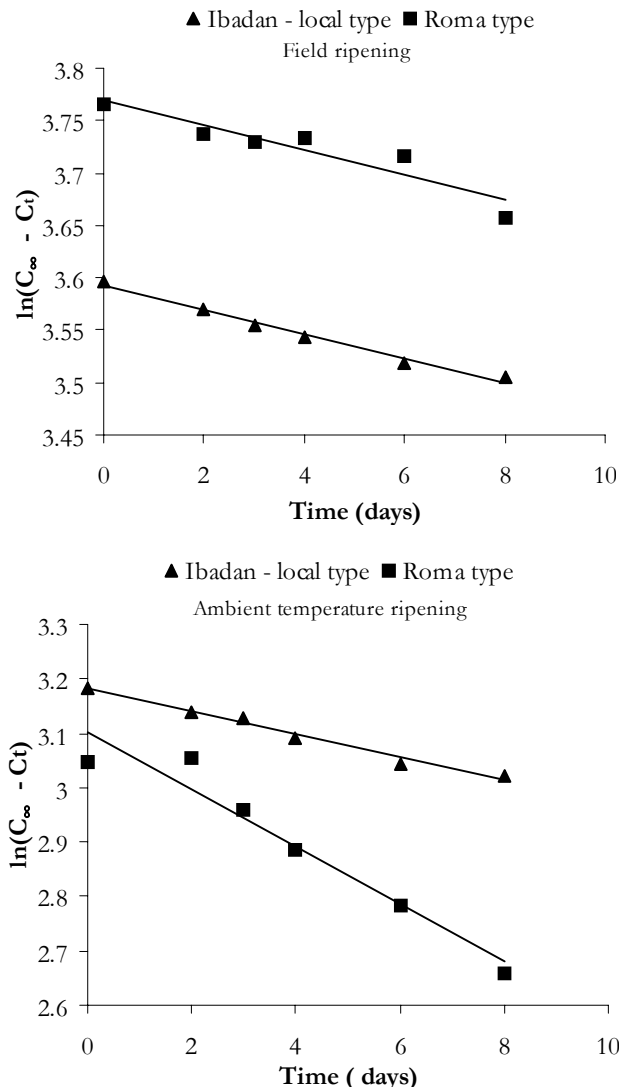 ▲ Ibadan - local type ■ Roma type
Field ripening
3.8
3.75
3.7
3.65
3.6
3.55
3.5
3.45
ln(C∞ - Ct)
0 2 4 6 8 10
Time (days)
▲ Ibadan - local type ■ Roma type
Ambient temperature ripening
3.3
3.2
3.1
3
2.9
2.8
2.7
2.6
ln(C∞ - Ct)
0 2 4 6 8 10
Time ( days)